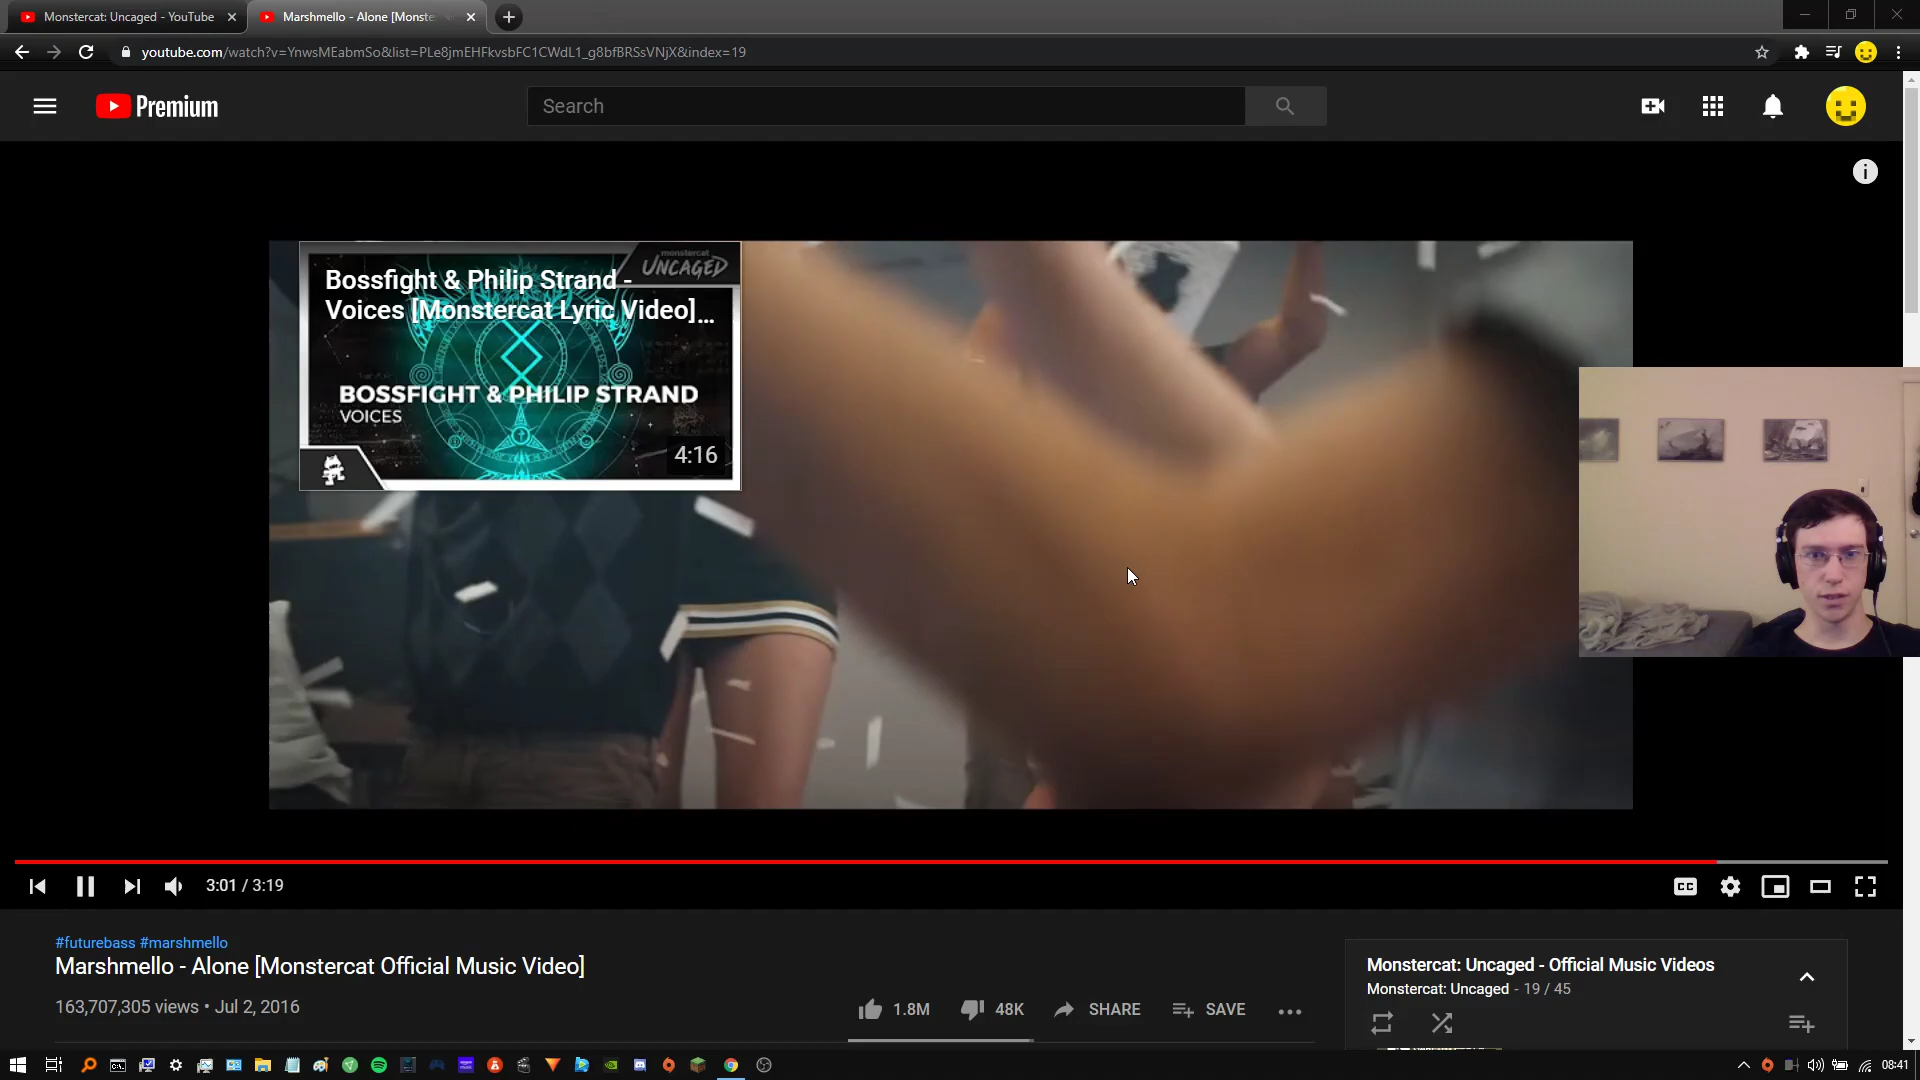 Monstercat: Uncaged - YouTube
Marshmello - Alone [Monste
youtube.com/watch?v=YnwsMEabmSo&list=PLe8jmEHFkvsbFC1CWdL1_g8bfBRSsVNjX&index=19
Premium
Search
monstercat
UNCAGED
Bossfight & Philip Strand -
Voices [Monstercat Lyric Video]...
BOSSFIGHT & PHILIP STRAND
VOICES
4:16
3:01 / 3:19
CC
#futurebass #marshmello
Marshmello - Alone [Monstercat Official Music Video]
163,707,305 views • Jul 2, 2016
1.8M
48K
SHARE
SAVE
Monstercat: Uncaged - Official Music Videos
Monstercat: Uncaged - 19 / 45
08:41